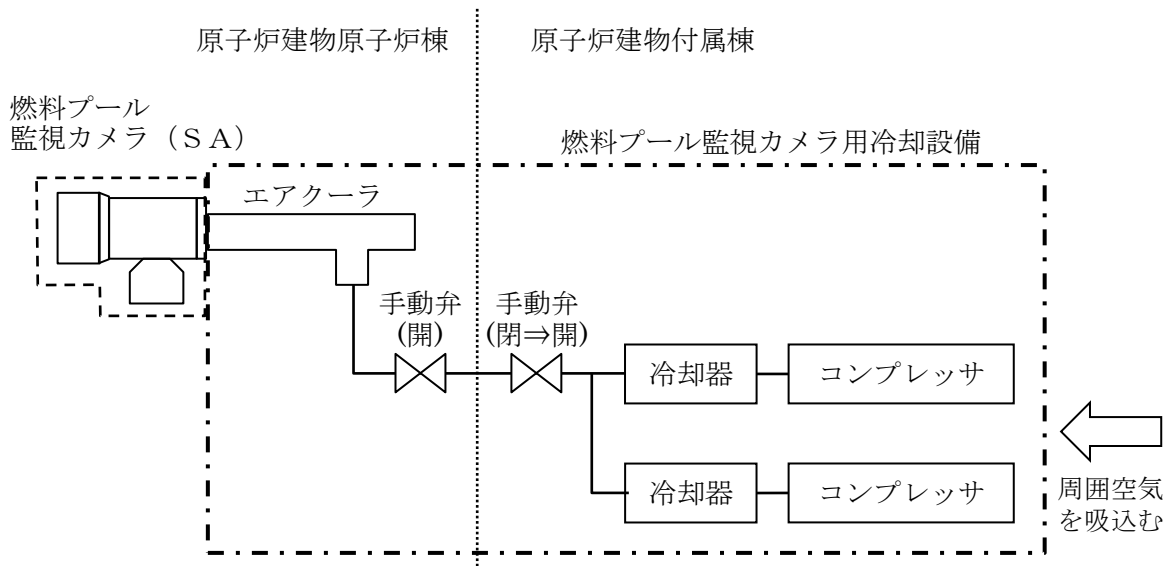 原子炉建物原子炉棟
原子炉建物付属棟
燃料プール
監視カメラ（ＳＡ）
燃料プール監視カメラ用冷却設備
エアクーラ
手動弁
(開)
手動弁
(閉⇒開)
冷却器
コンプレッサ
冷却器
コンプレッサ
周囲空気
を吸込む